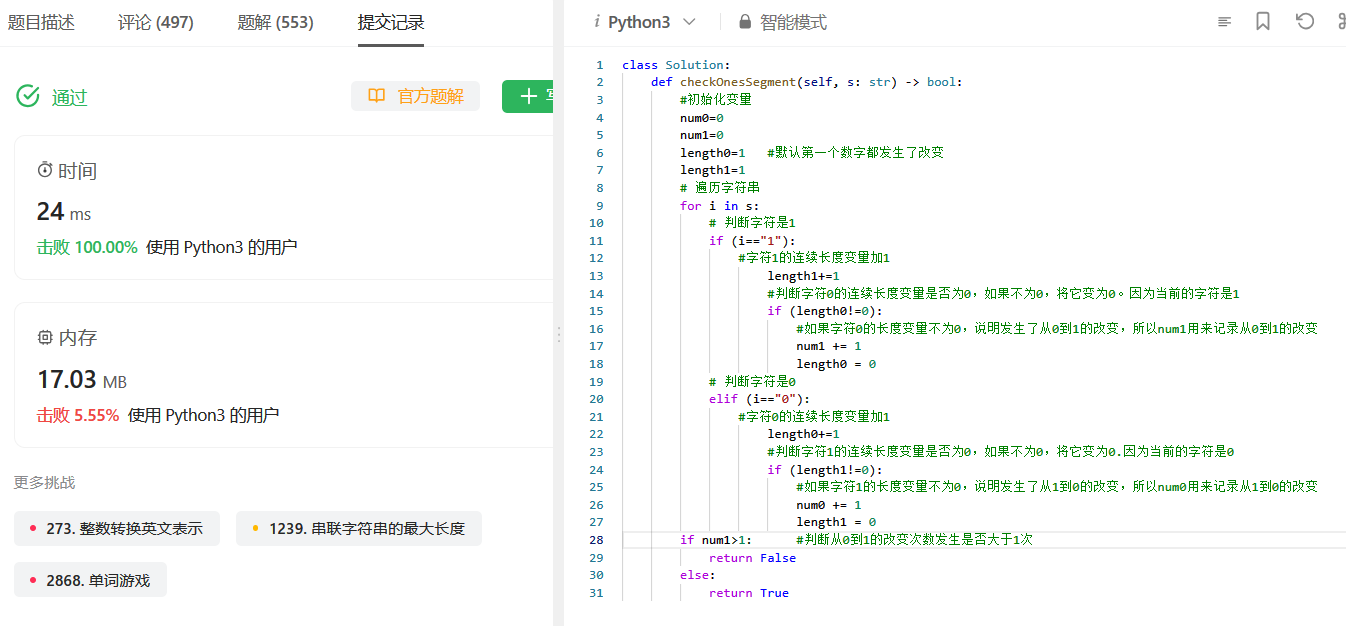 题目描述 评论 (497) 题解 (553) 提交记录
通过 官方题解
时间
24 ms
击败 100.00% 使用 Python3 的用户
内存
17.03 MB
击败 5.55% 使用 Python3 的用户
更多挑战
273. 整数转换英文表示 1239. 串联字符串的最大长度
2868. 单词游戏
i Python3 智能模式
1 class Solution:
2 def checkOnesSegment(self, s: str) -> bool:
3 #初始化变量
4 num0=0
5 num1=0
6 length0=1 #默认第一个数字都发生了改变
7 length1=1
8 # 遍历字符串
9 for i in s:
10 # 判断字符是1
11 if (i=="1"):
12 #字符1的连续长度变量加1
13 length1+=1
14 #判断字符0的连续长度变量是否为0，如果不为0，将它变为0。因为当前的字符是1
15 if (length0!=0):
16 #如果字符0的长度变量不为0，说明发生了从0到1的改变，所以num1用来记录从0到1的改变
17 num1 += 1
18 length0 = 0
19 # 判断字符是0
20 elif (i=="0"):
21 #字符0的连续长度变量加1
22 length0+=1
23 #判断字符1的连续长度变量是否为0，如果不为0，将它变为0.因为当前的字符是0
24 if (length1!=0):
25 #如果字符1的长度变量不为0，说明发生了从1到0的改变，所以num0用来记录从1到0的改变
26 num0 += 1
27 length1 = 0
28 if num1>1: #判断从0到1的改变次数发生是否大于1次
29 return False
30 else:
31 return True